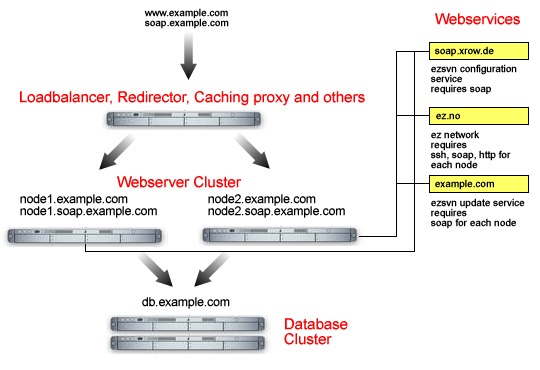 www.example.com
soap.example.com
Loadbalancer, Redirector, Caching proxy and others
Webserver Cluster
node1.example.com
node1.soap.example.com
node2.example.com
node2.soap.example.com
db.example.com
Database
Cluster
Webservices
soap.xrow.de
ezsvn configuration
service
requires soap
ez.no
ez network
requires
ssh, soap, http for
each node
example.com
ezsvn update service
requires
soap for each node